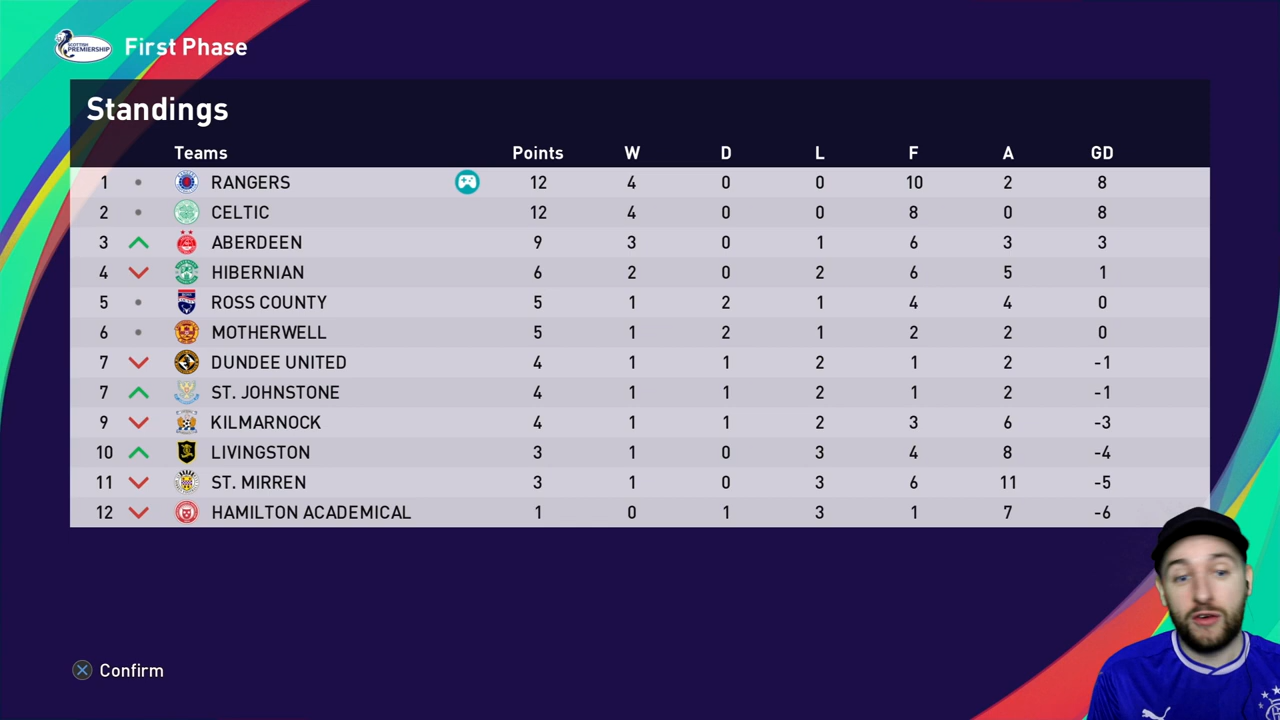 SCOTTISH
PREMIERSHIP
First Phase
Standings
Teams Points W D L F A GD
1 RANGERS 12 4 0 0 10 2 8
2 CELTIC 12 4 0 0 8 0 8
3 ABERDEEN 9 3 0 1 6 3 3
4 HIBERNIAN 6 2 0 2 6 5 1
5 ROSS COUNTY 5 1 2 1 4 4 0
6 MOTHERWELL 5 1 2 1 2 2 0
7 DUNDEE UNITED 4 1 1 2 1 2 -1
7 ST. JOHNSTONE 4 1 1 2 1 2 -1
9 KILMARNOCK 4 1 1 2 3 6 -3
10 LIVINGSTON 3 1 0 3 4 8 -4
11 ST. MIRREN 3 1 0 3 6 11 -5
12 HAMILTON ACADEMICAL 1 0 1 3 1 7 -6
Confirm